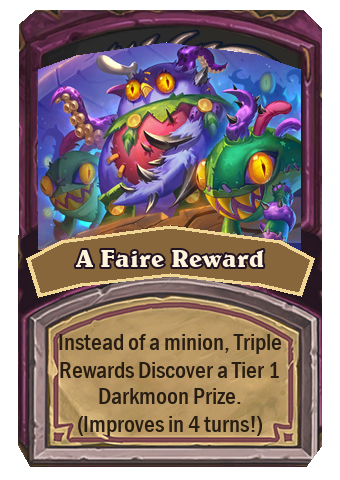 A Faire Reward
Instead of a minion, Triple
Rewards Discover a Tier 1
Darkmoon Prize.
(Improves in 4 turns!)